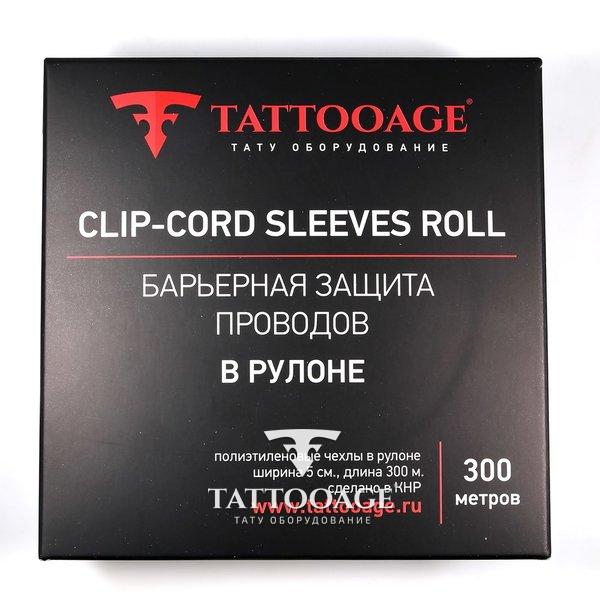 TATTOOAGE®
ТАТУ ОБОРУДОВАНИЕ
CLIP-CORD SLEEVES ROLL
БАРЬЕРНАЯ ЗАЩИТА
ПРОВОДОВ
В РУЛОНЕ
полиэтиленовые чехлы в рулоне
ширина 5 см., длина 300 м.
сделано в КНР
www.tattooage.ru
300
метров
TATTOOAGE
ТАТУ ОБОРУДОВАНИЕ